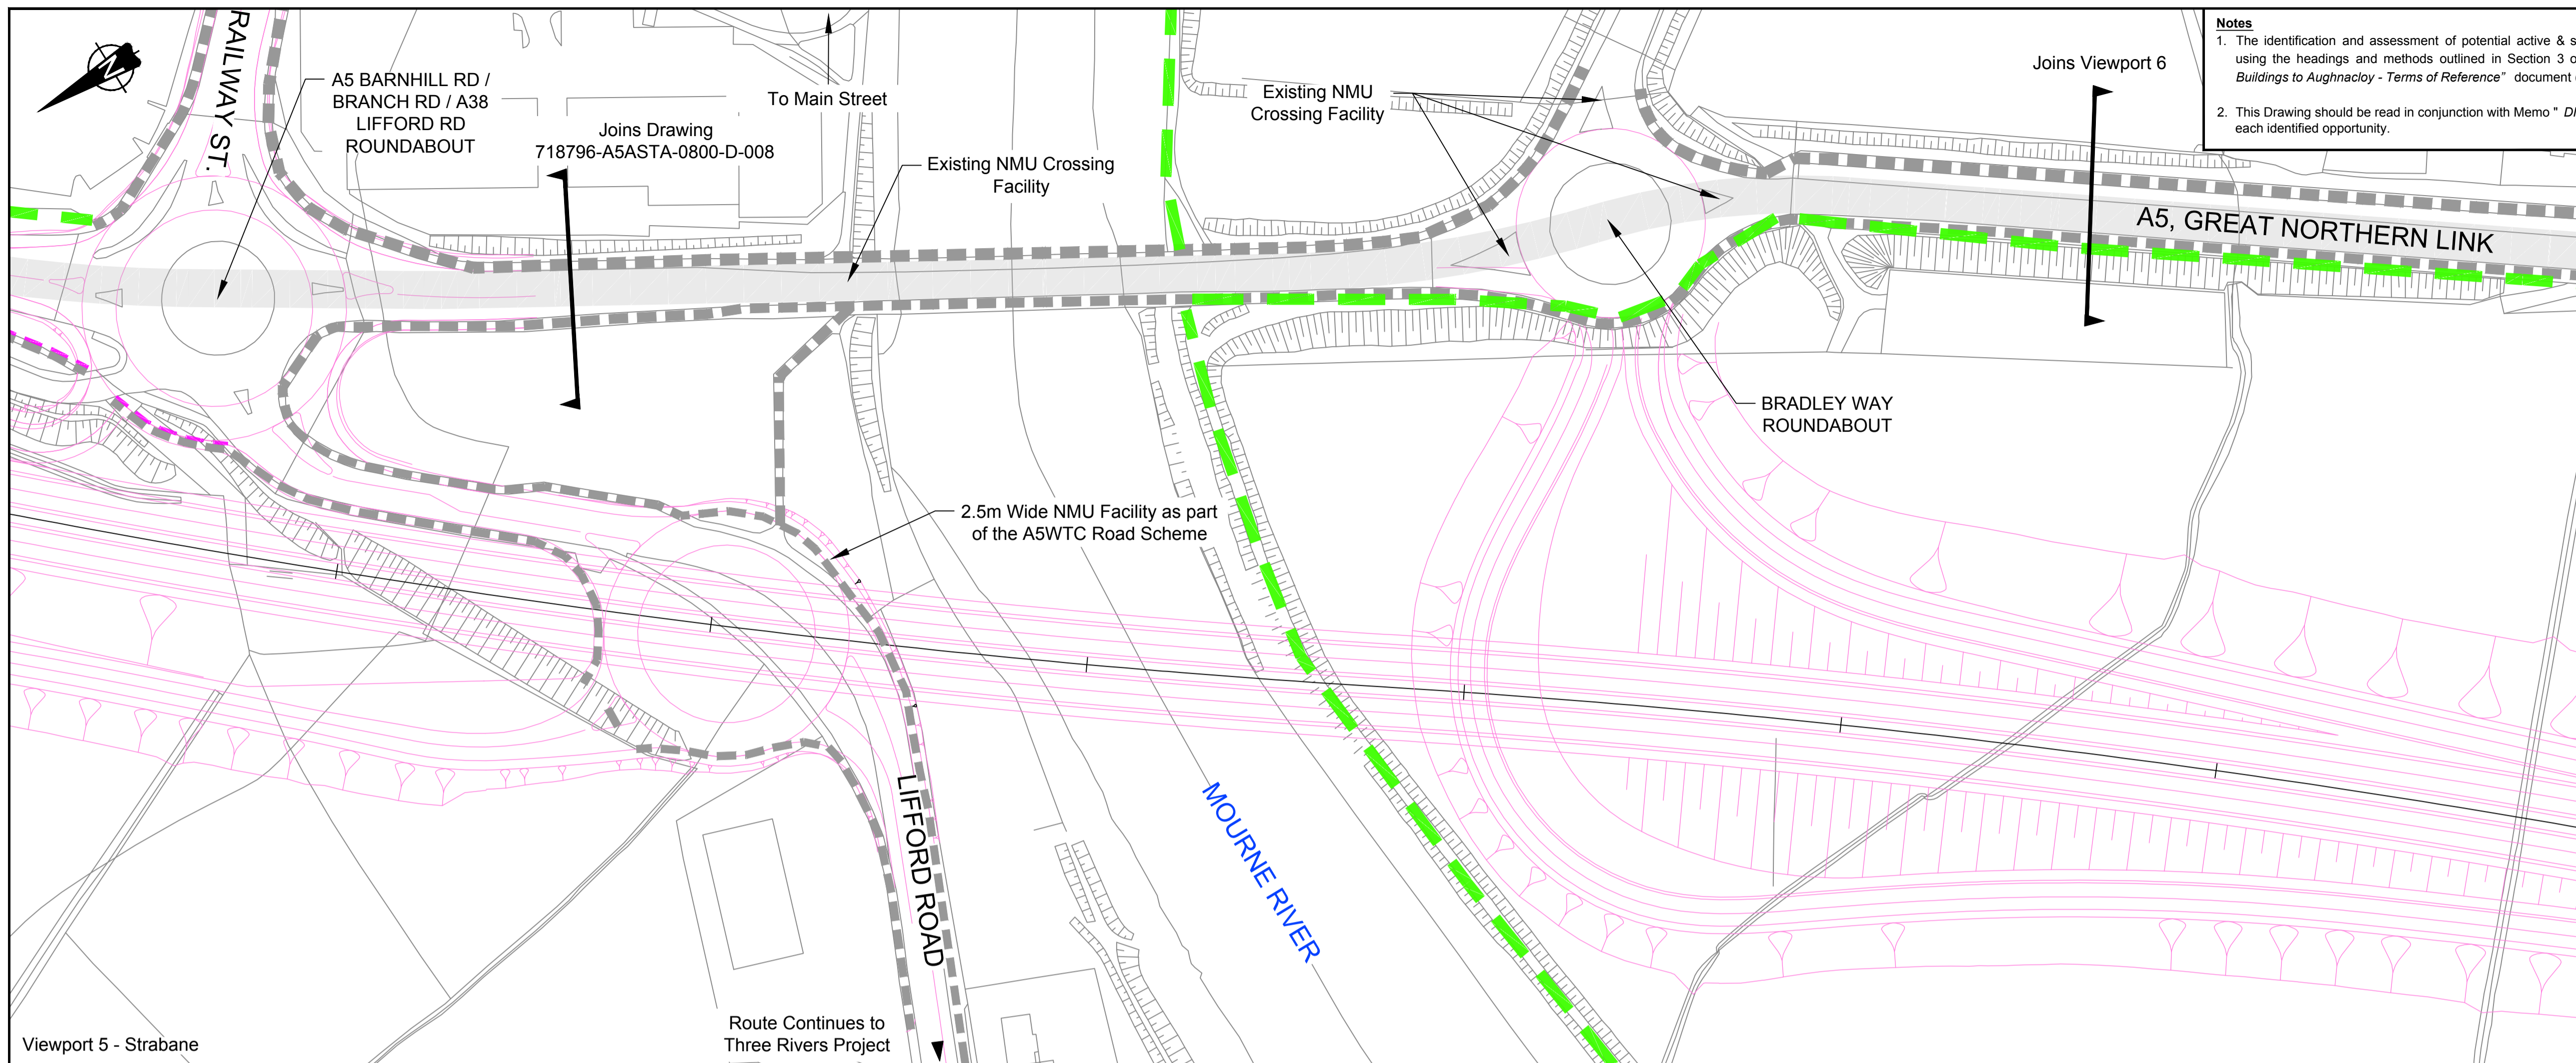 RAILWAY ST.
N
A5 BARNHILL RD /
BRANCH RD / A38
LIFFORD RD
ROUNDABOUT
Joins Drawing
718796-A5ASTA-0800-D-008
To Main Street
Existing NMU Crossing
Facility
Existing NMU
Crossing Facility
Joins Viewport 6
Notes
1. The identification and assessment of potential active & s
using the headings and methods outlined in Section 3 o
Buildings to Aughnacloy - Terms of Reference" document
2. This Drawing should be read in conjunction with Memo "
each identified opportunity.
A5, GREAT NORTHERN LINK
BRADLEY WAY
ROUNDABOUT
2.5m Wide NMU Facility as part
of the A5WTC Road Scheme
LIFFORD ROAD
MOURNE RIVER
Route Continues to
Three Rivers Project
Viewport 5 - Strabane